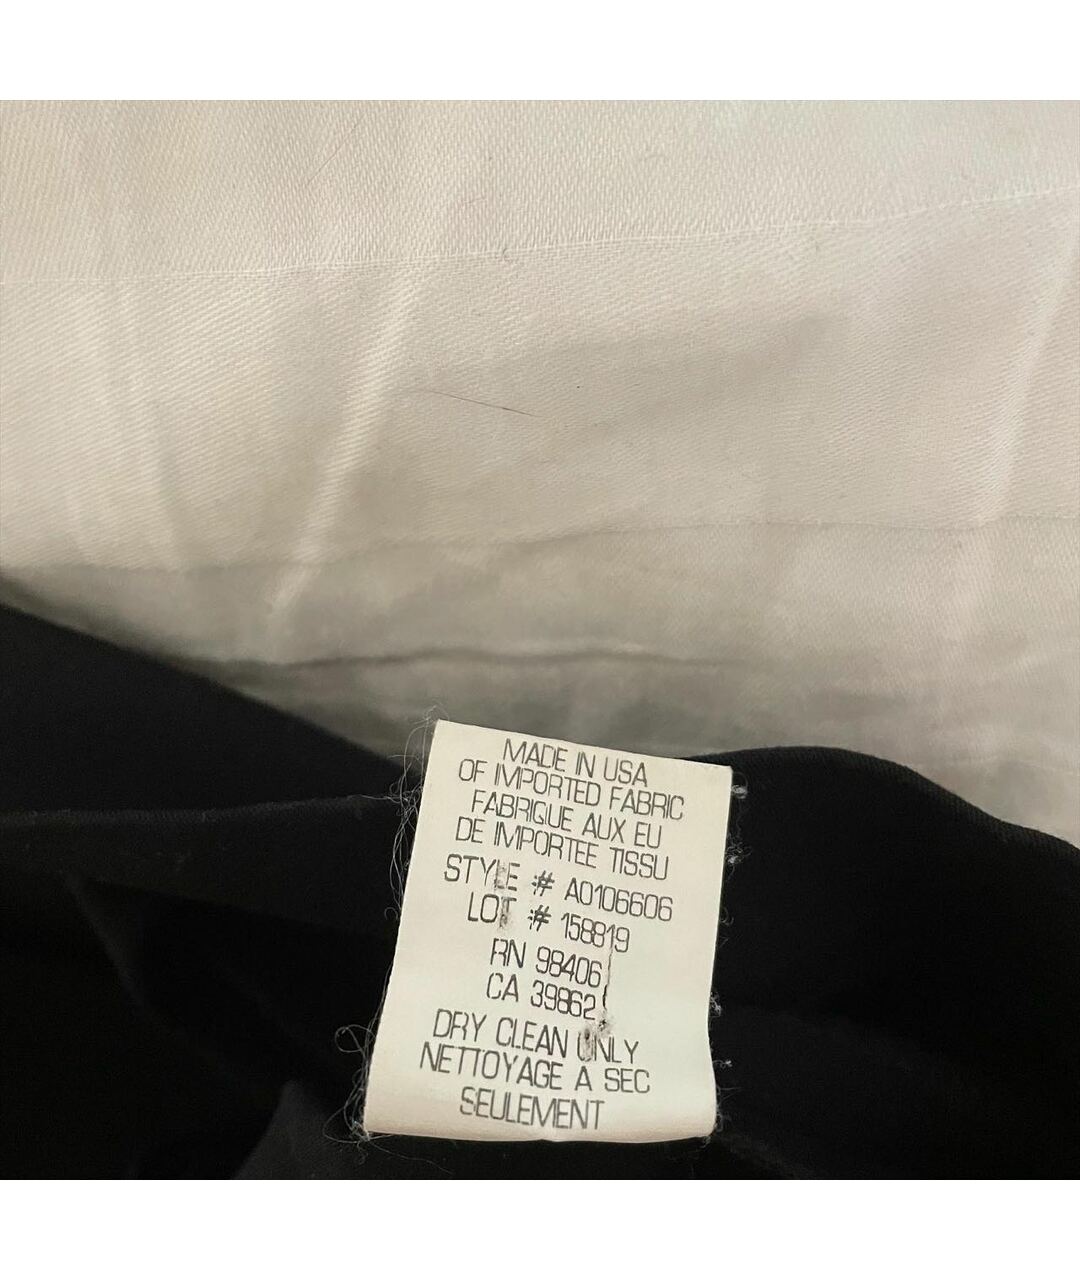 MADE IN USA
OF IMPORTED FABRIC
FABRIQUE AUX EU
DE IMPORTEE TISSU
STYLE # A0106606
LOT # 158819
RN 98406
CA 39862
DRY CLEAN ONLY
NETTOYAGE A SEC
SEULEMENT